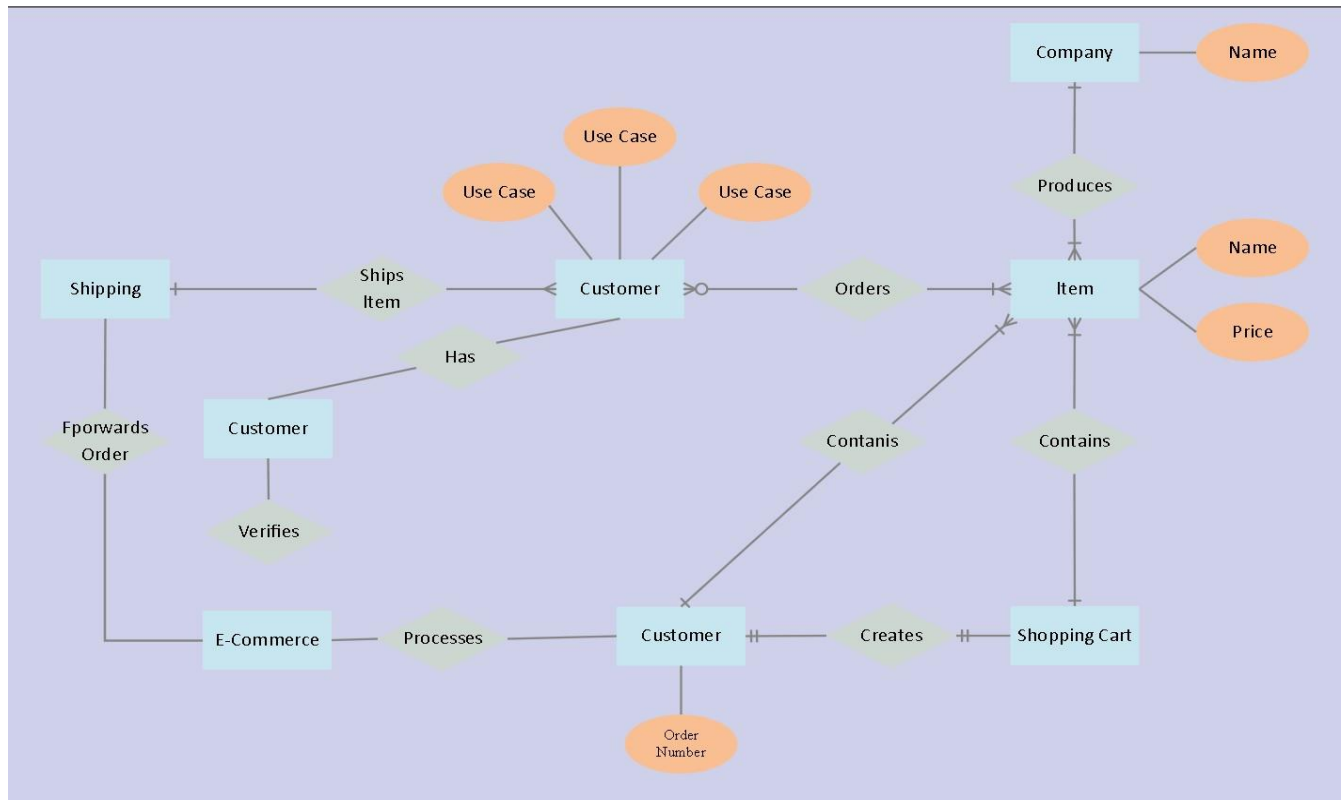 Company
Name
Use Case
Use Case
Use Case
Produces
Name
Shipping
Ships
Item
Customer
Orders
Item
Price
Has
Fporwards
Order
Customer
Contanis
Contains
Verifies
E-Commerce
Processes
Customer
Creates
Shopping Cart
Order
Number